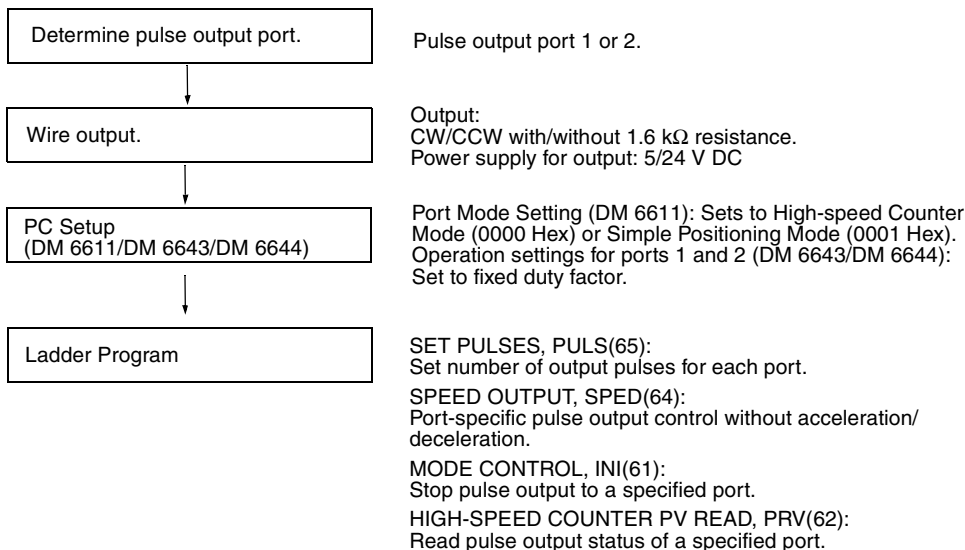 Determine pulse output port.
Pulse output port 1 or 2.
Wire output.
Output:
CW/CCW with/without 1.6 kΩ resistance.
Power supply for output: 5/24 V DC
PC Setup
(DM 6611/DM 6643/DM 6644)
Port Mode Setting (DM 6611): Sets to High-speed Counter
Mode (0000 Hex) or Simple Positioning Mode (0001 Hex).
Operation settings for ports 1 and 2 (DM 6643/DM 6644):
Set to fixed duty factor.
Ladder Program
SET PULSES, PULS(65):
Set number of output pulses for each port.
SPEED OUTPUT, SPED(64):
Port-specific pulse output control without acceleration/
deceleration.
MODE CONTROL, INI(61):
Stop pulse output to a specified port.
HIGH-SPEED COUNTER PV READ, PRV(62):
Read pulse output status of a specified port.